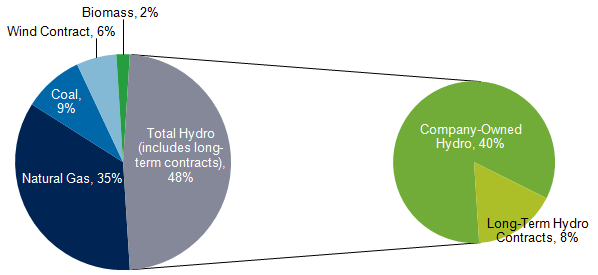 Biomass, 2%
Wind Contract, 6%
Coal,
9%
Natural Gas, 35%
Total Hydro
(includes long-
term contracts),
48%
Company-Owned
Hydro, 40%
Long-Term Hydro
Contracts, 8%